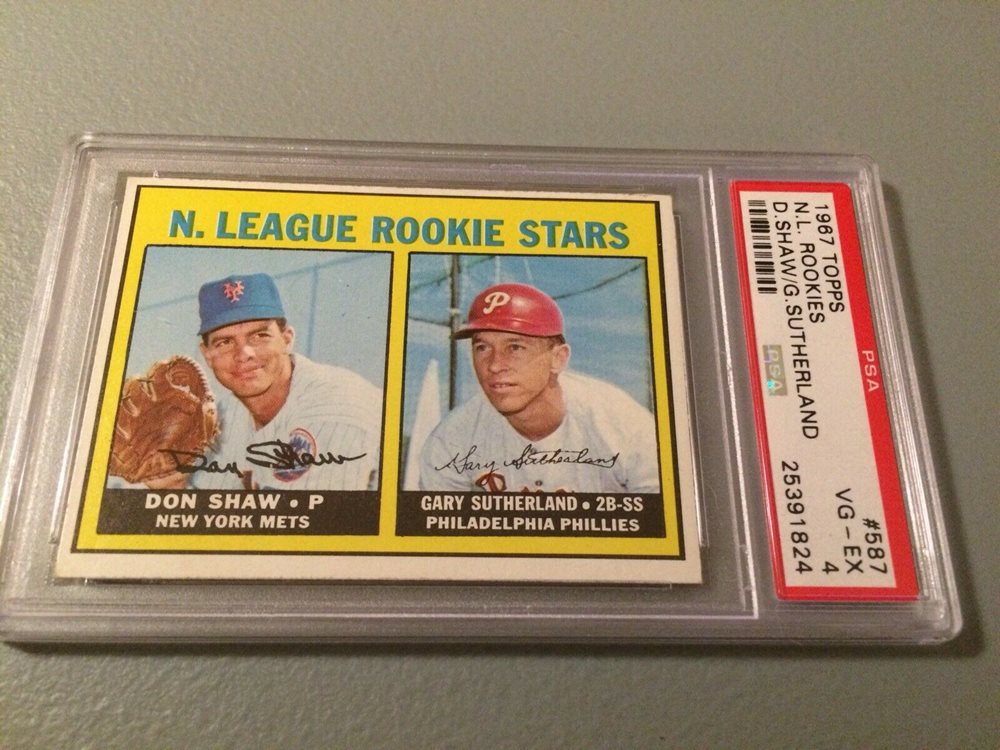 N. LEAGUE ROOKIE STARS
Don Shaw
DON SHAW • P
NEW YORK METS
P
Gary Sutherland
GARY SUTHERLAND • 2B-SS
PHILADELPHIA PHILLIES
1967 TOPPS #587
N.L. ROOKIES VG-EX
D.SHAW/G.SUTHERLAND 4
25391824
PSA
PSA